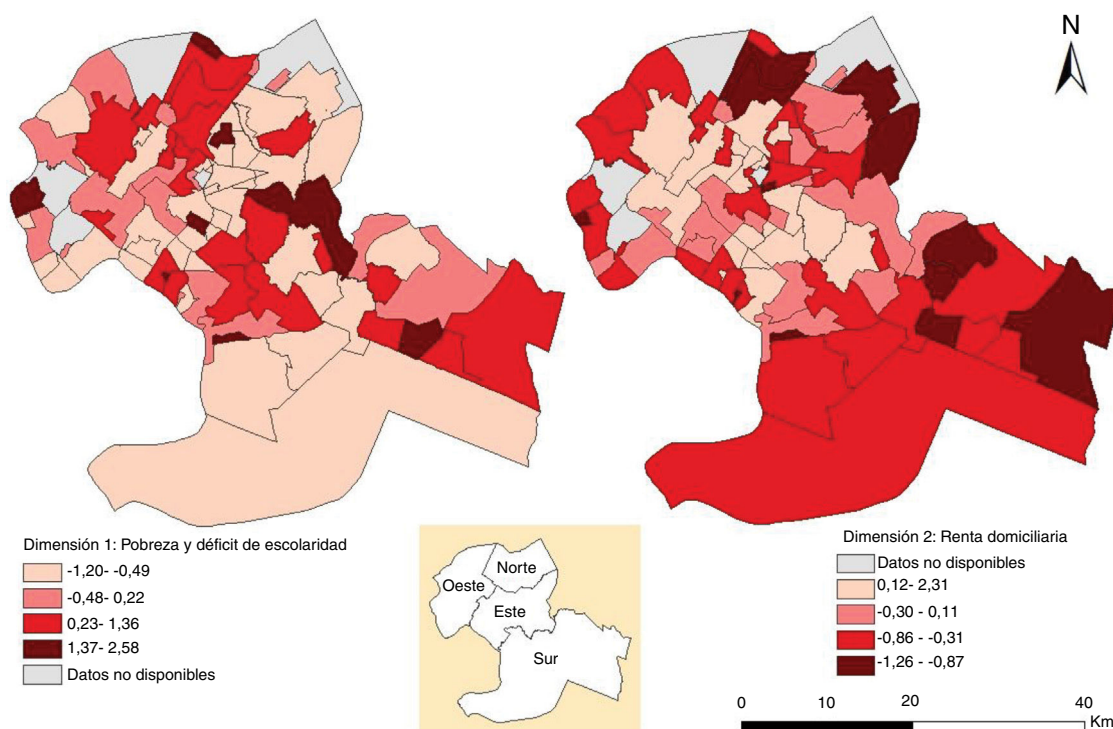 N
Dimensión 1: Pobreza y déficit de escolaridad
-1,20- -0,49
-0,48- 0,22
0,23- 1,36
1,37- 2,58
Datos no disponibles
Norte
Oeste
Este
Sur
Dimensión 2: Renta domiciliaria
Datos no disponibles
0,12- 2,31
-0,30 - 0,11
-0,86 - -0,31
-1,26 - -0,87
0 10 20 40
Km